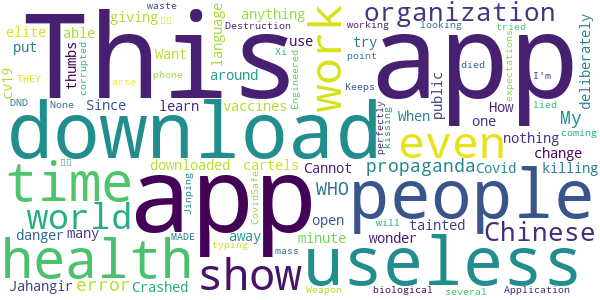 waste
giving
anything
organization
elite
put
able
language
Destruction
working
looking
This
app
work
Want
try
tried
expectations
cv19
corrupted
thumbs
around
use
Xi
Engineered
point
deliberately
THEY
arse
phone
Keeps
public
I'm
DND
None
Since
learn
vaccines
When
one
died
lied
My
How
coming
download
even
perfectly
kissing
nothing
change
time
downloaded
cartels
Cannot
propaganda
Covid
killing
app
people
world
Jinping
CovidSafe
WHO
open
tainted
Chinese
danger
many
MADE
away
minute
wonder
will
several
health
typing
show
mass
useless
Jahangir
error
Crashed
Weapon
biological
Application